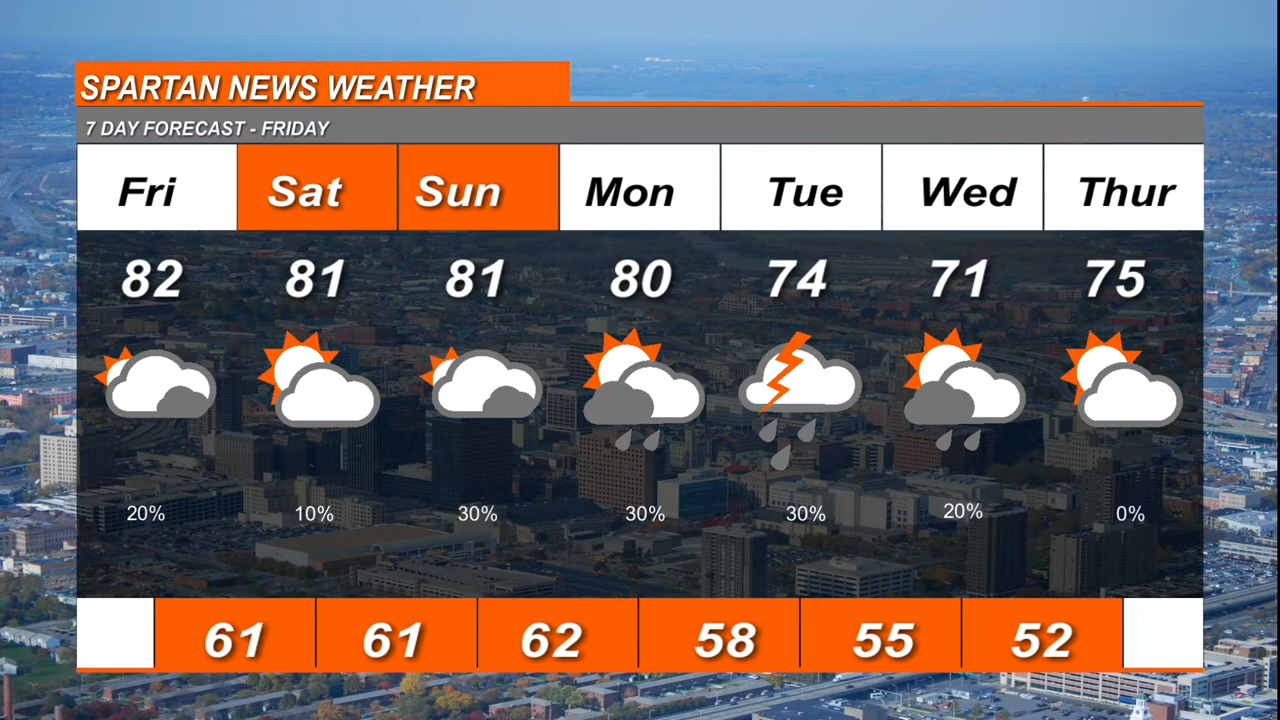 SPARTAN NEWS WEATHER
7 DAY FORECAST - FRIDAY
Fri Sat Sun Mon Tue Wed Thur
82 81 81 80 74 71 75
20% 10% 30% 30% 30% 20% 0%
61 61 62 58 55 52